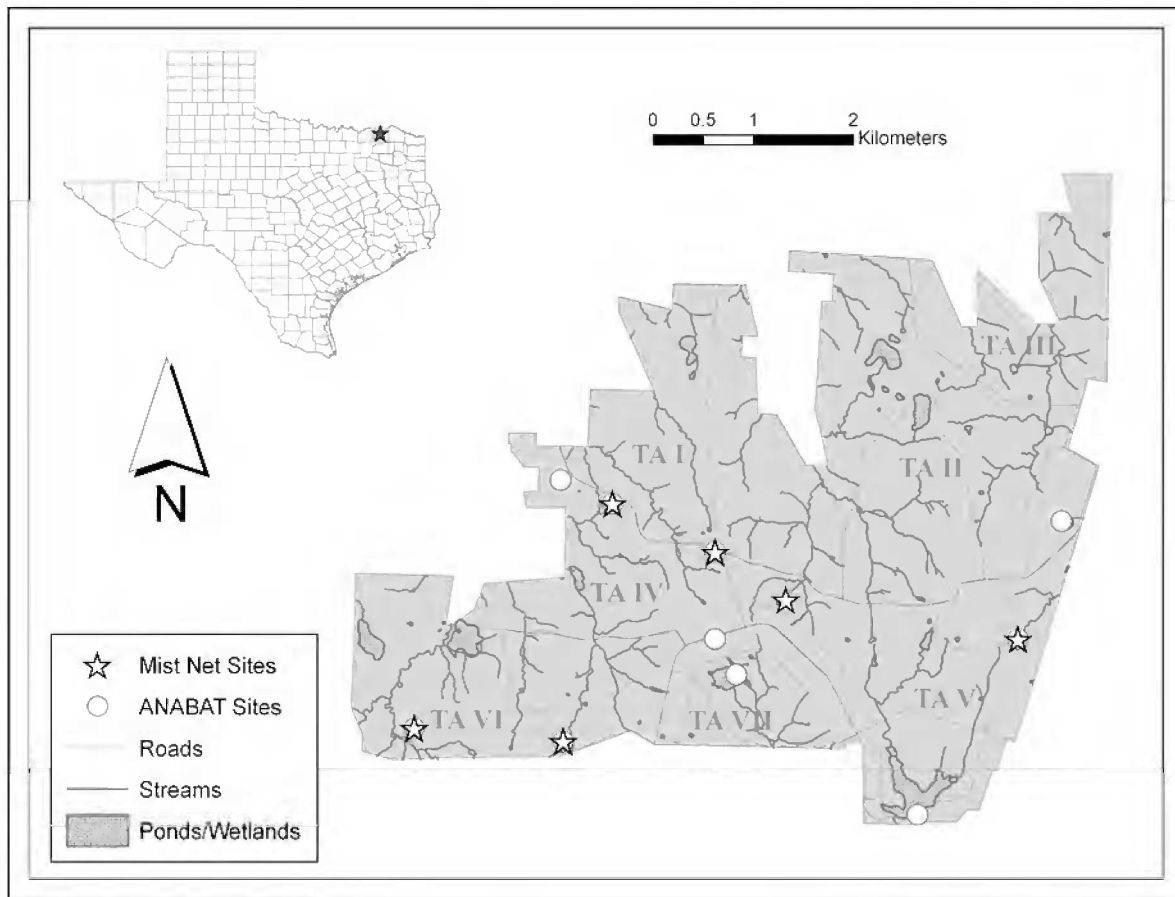 0 0.5 1 2
Kilometers
N
TA III
TA I
TA II
TA IV
TA V
TA VI
TA VII
Mist Net Sites
ANABAT Sites
Roads
Streams
Ponds/Wetlands